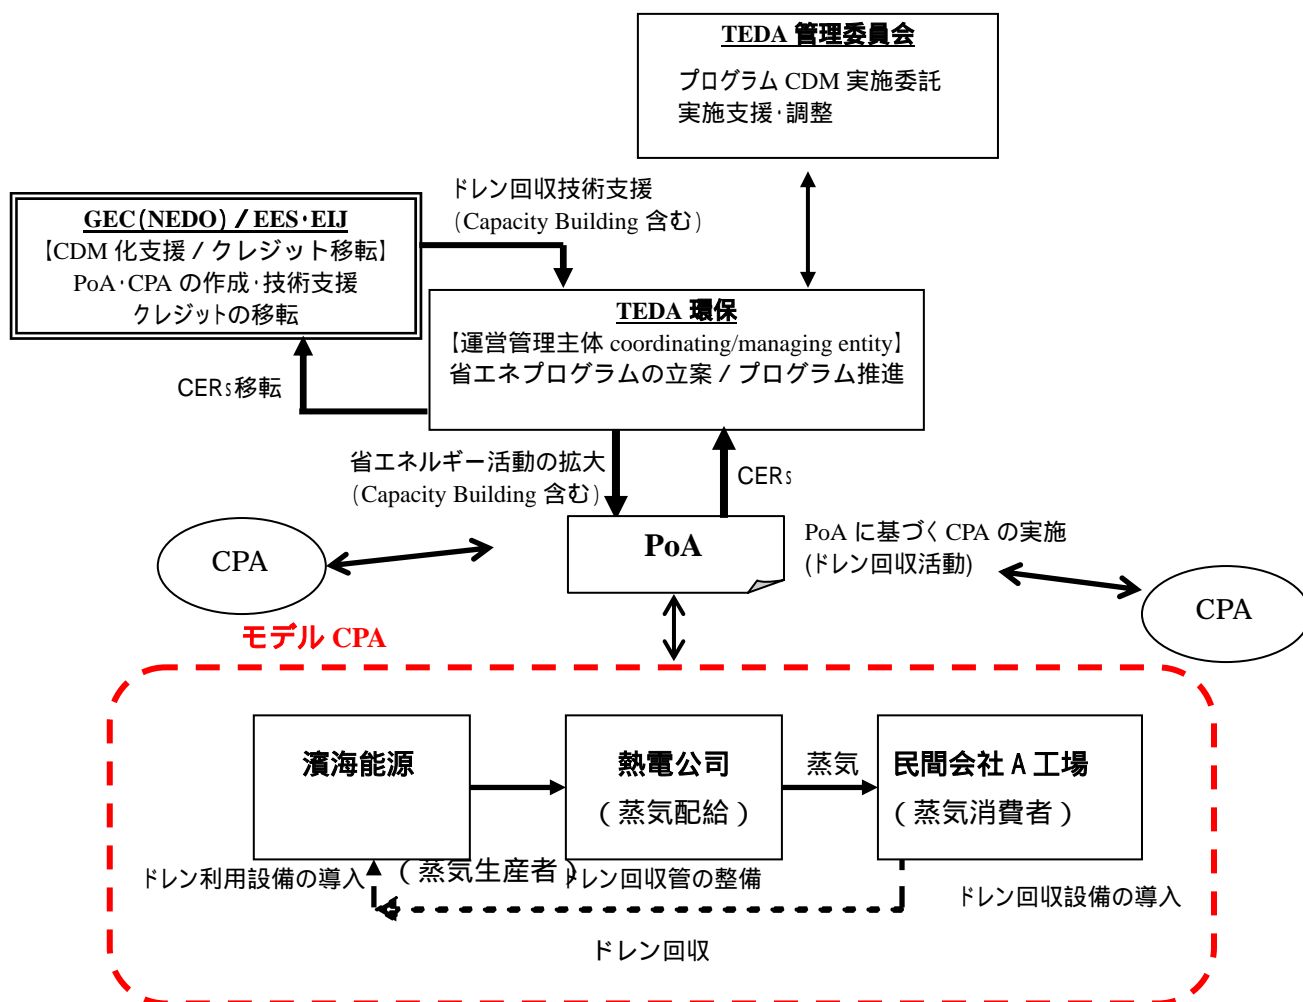 TEDA 管理委員会
プログラム CDM 実施委託
実施支援･調整
ドレン回収技術支援
(Capacity Building 含む)
GEC(NEDO) / EES･EIJ
【CDM 化支援 / クレジット移転】
PoA･CPA の作成･技術支援
クレジットの移転
TEDA 環保
【運営管理主体 coordinating/managing entity】
省エネプログラムの立案 / プログラム推進
CERs移転
省エネルギー活動の拡大
(Capacity Building 含む)
CERs
CPA
PoA
PoA に基づく CPA の実施
(ドレン回収活動)
CPA
モデル CPA
濱海能源
熱電公司
(蒸気配給)
蒸気
民間会社 A 工場
(蒸気消費者)
(蒸気生産者)
ドレン利用設備の導入
ドレン回収管の整備
ドレン回収設備の導入
ドレン回収